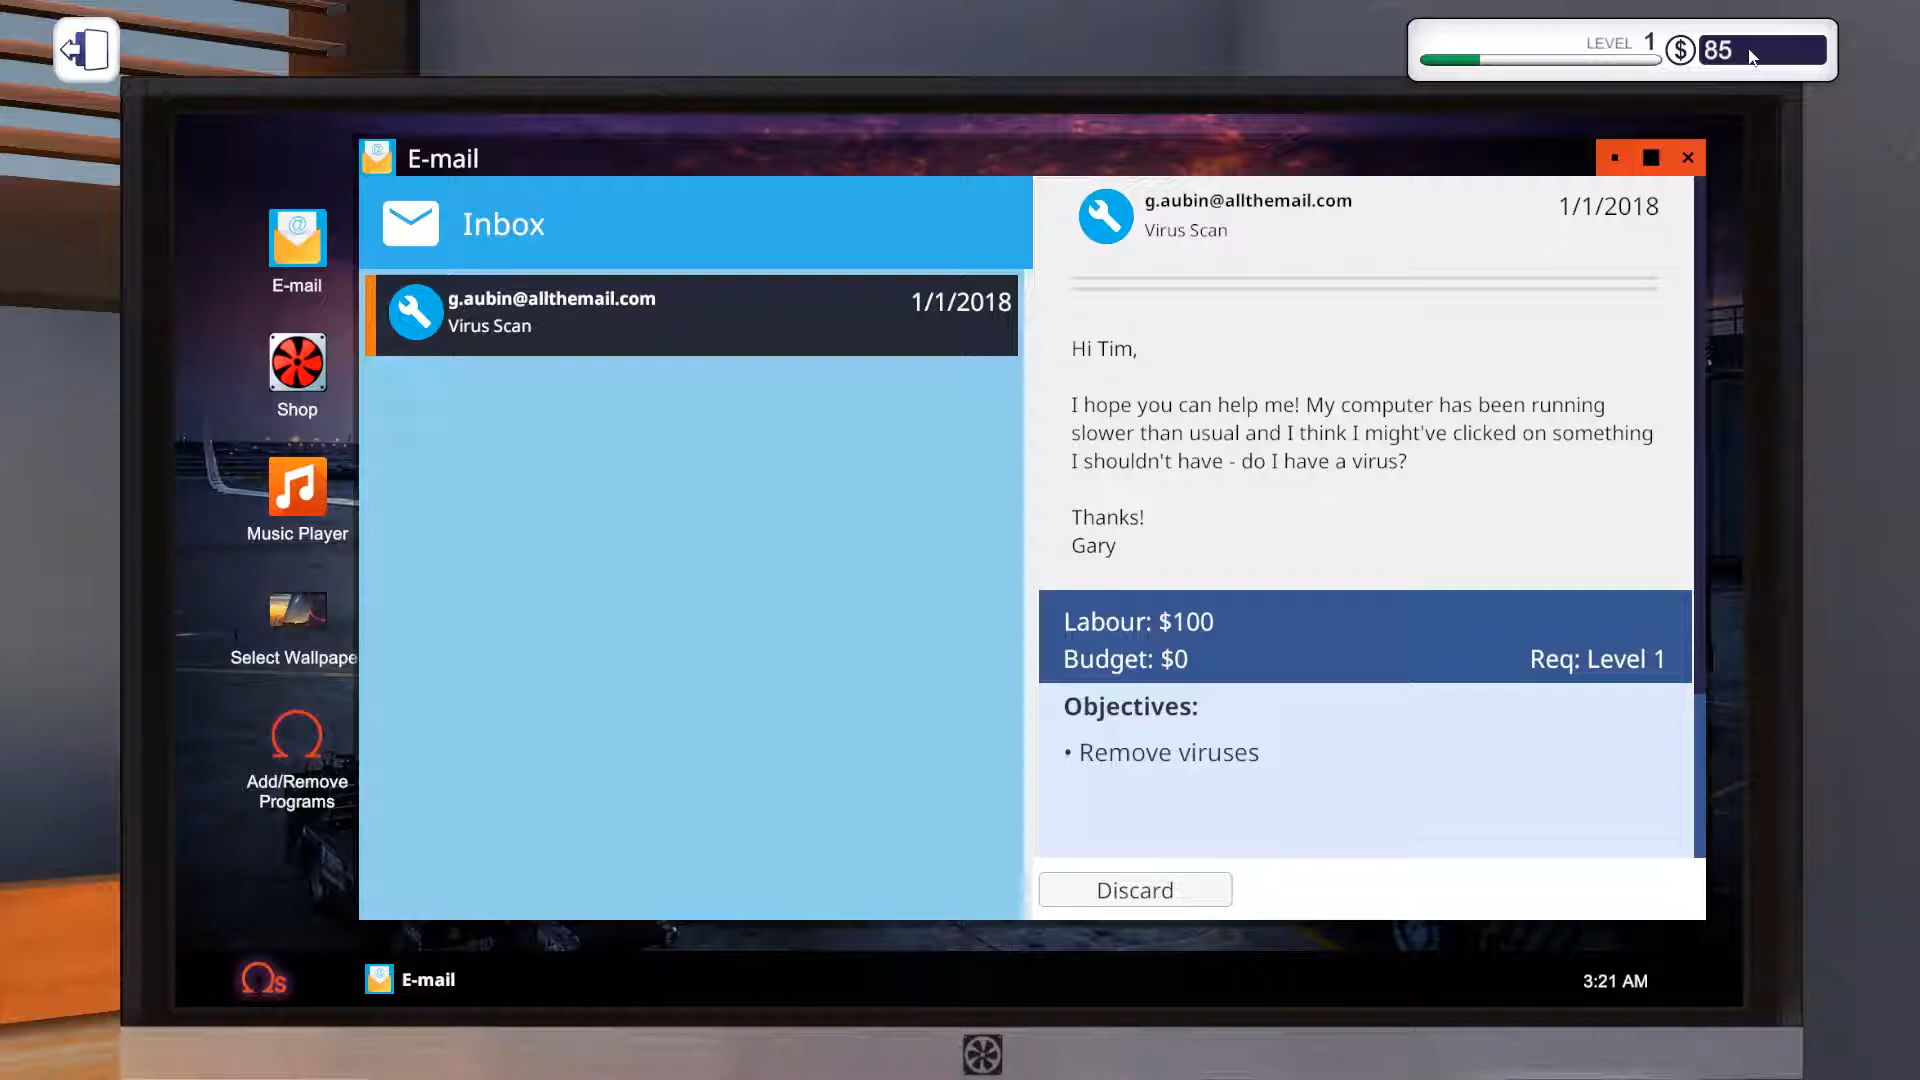 LEVEL 1
$ 85
E-mail
Inbox
g.aubin@allthemail.com
Virus Scan
1/1/2018
g.aubin@allthemail.com
Virus Scan
1/1/2018
Hi Tim,
I hope you can help me! My computer has been running
slower than usual and I think I might've clicked on something
I shouldn't have - do I have a virus?
Thanks!
Gary
Labour: $100
Budget: $0
Req: Level 1
Objectives:
• Remove viruses
Discard
E-mail
Shop
Music Player
Select Wallpape
Add/Remove
Programs
Ωs
E-mail
3:21 AM